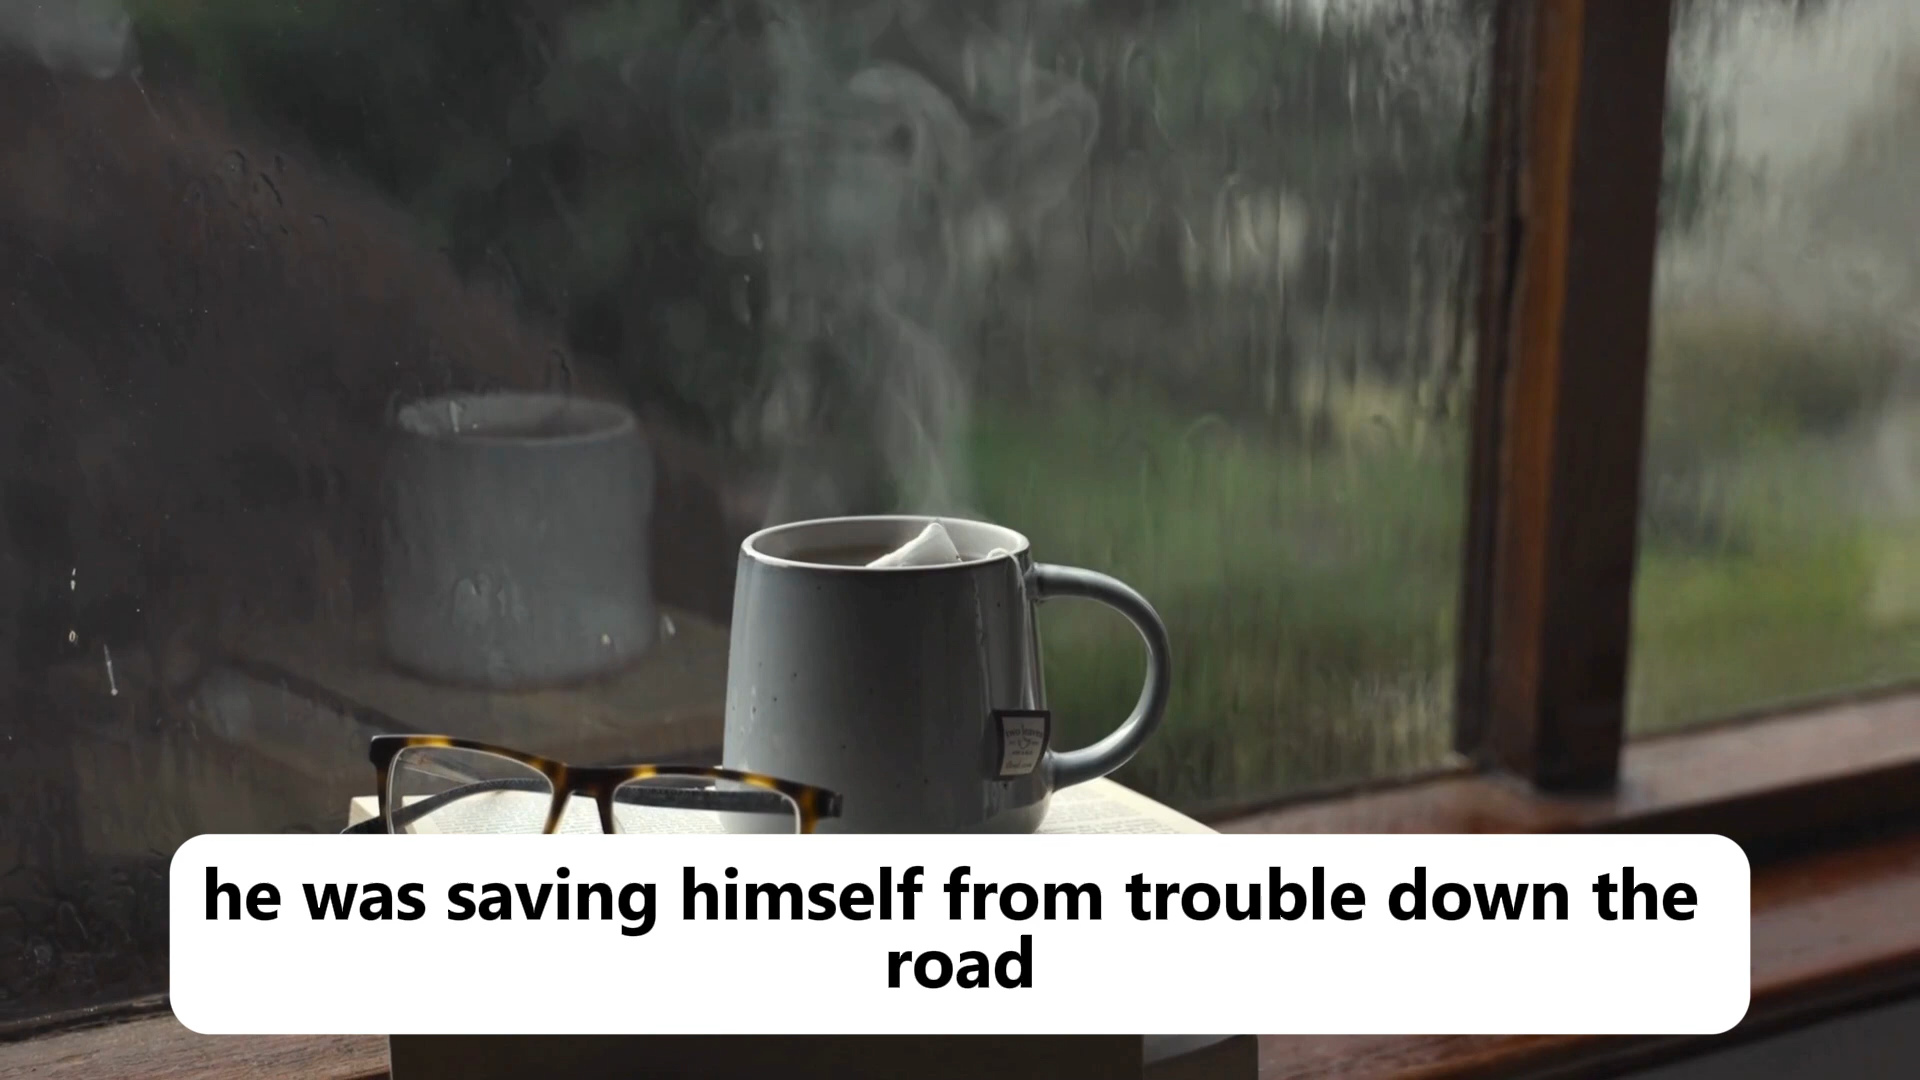 he was saving himself from trouble down the
road